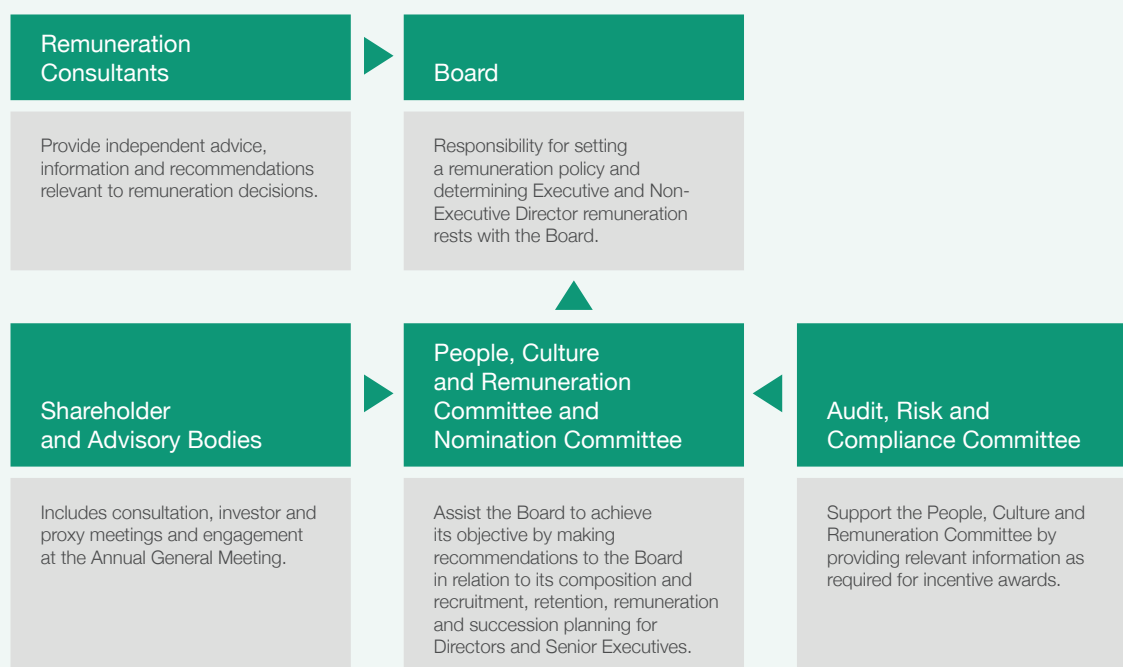 Remuneration
Consultants
Provide independent advice,
information and recommendations
relevant to remuneration decisions.
Board
Responsibility for setting
a remuneration policy and
determining Executive and Non-
Executive Director remuneration
rests with the Board.
Shareholder
and Advisory Bodies
Includes consultation, investor and
proxy meetings and engagement
at the Annual General Meeting.
People, Culture
and Remuneration
Committee and
Nomination Committee
Assist the Board to achieve
its objective by making
recommendations to the Board
in relation to its composition and
recruitment, retention, remuneration
and succession planning for
Directors and Senior Executives.
Audit, Risk and
Compliance Committee
Support the People, Culture and
Remuneration Committee by
providing relevant information as
required for incentive awards.